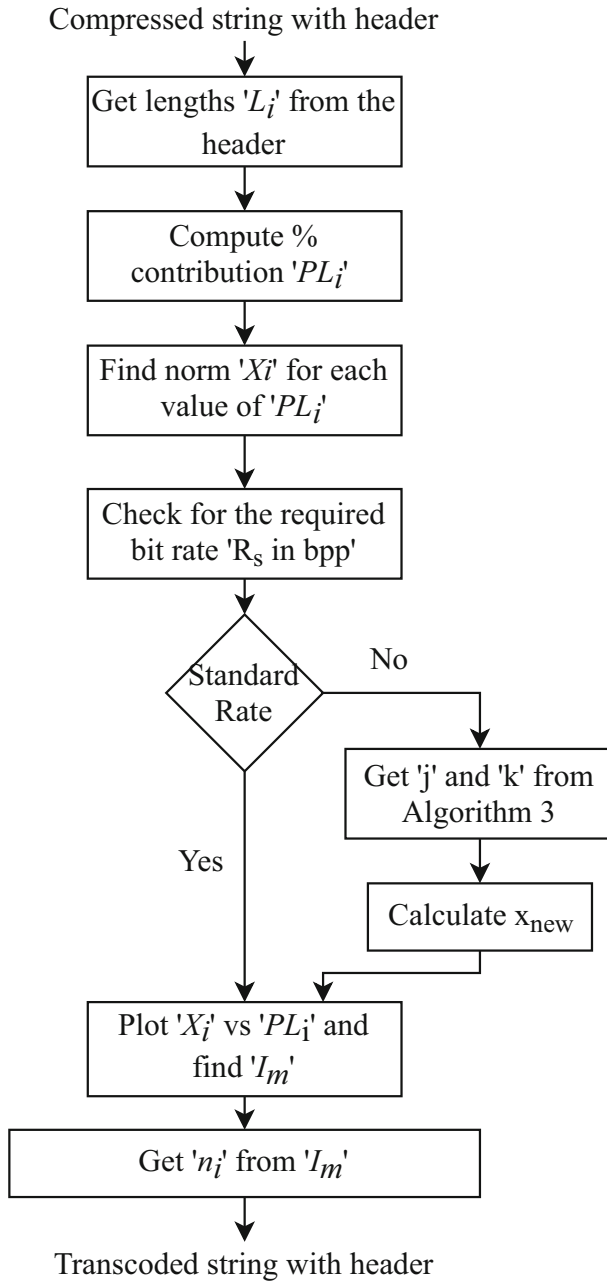 Compressed string with header
Get lengths 'Li' from the
header
Compute %
contribution 'PLi'
Find norm 'Xi' for each
value of 'PLi'
Check for the required
bit rate 'Rs in bpp'
Standard
Rate
No
Get 'j' and 'k' from
Algorithm 3
Yes
Calculate xnew
Plot 'Xi' vs 'PLi' and
find 'Im'
Get 'ni' from 'Im'
Transcoded string with header